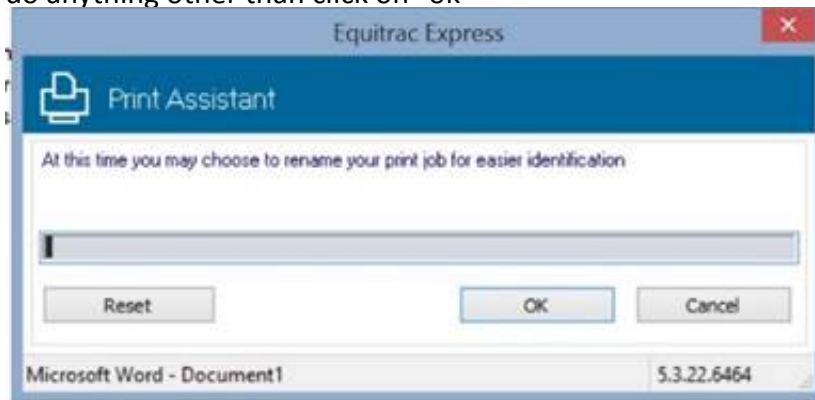 do anything other than click on "ok"
Equitrac Express
Print Assistant
At this time you may choose to rename your print job for easier identification
Reset OK Cancel
Microsoft Word - Document1 5.3.22.6464